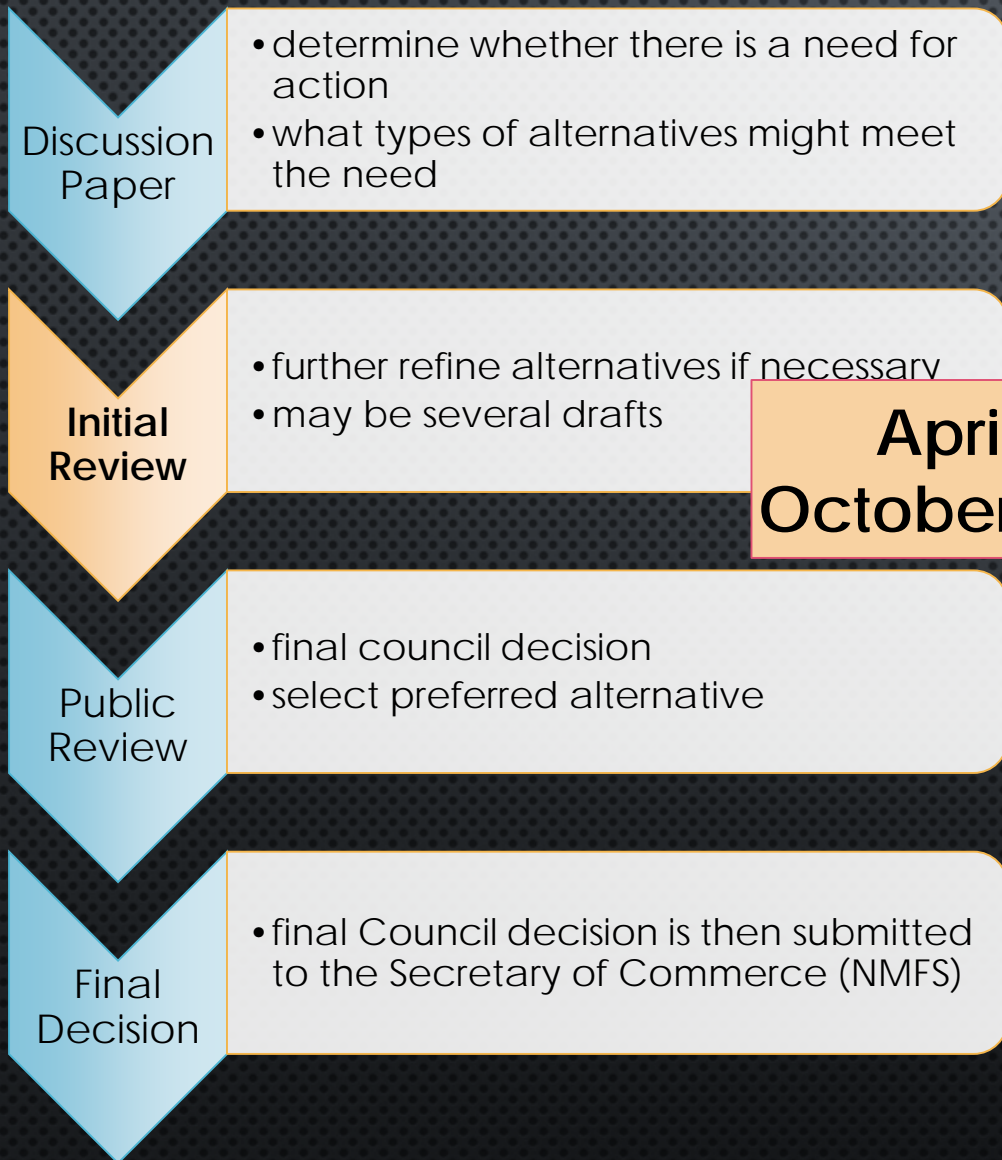 Discussion
Paper
• determine whether there is a need for
action
• what types of alternatives might meet
the need
Initial
Review
• further refine alternatives if necessary
• may be several drafts
Apri
October
Public
Review
• final council decision
• select preferred alternative
Final
Decision
• final Council decision is then submitted
to the Secretary of Commerce (NMFS)